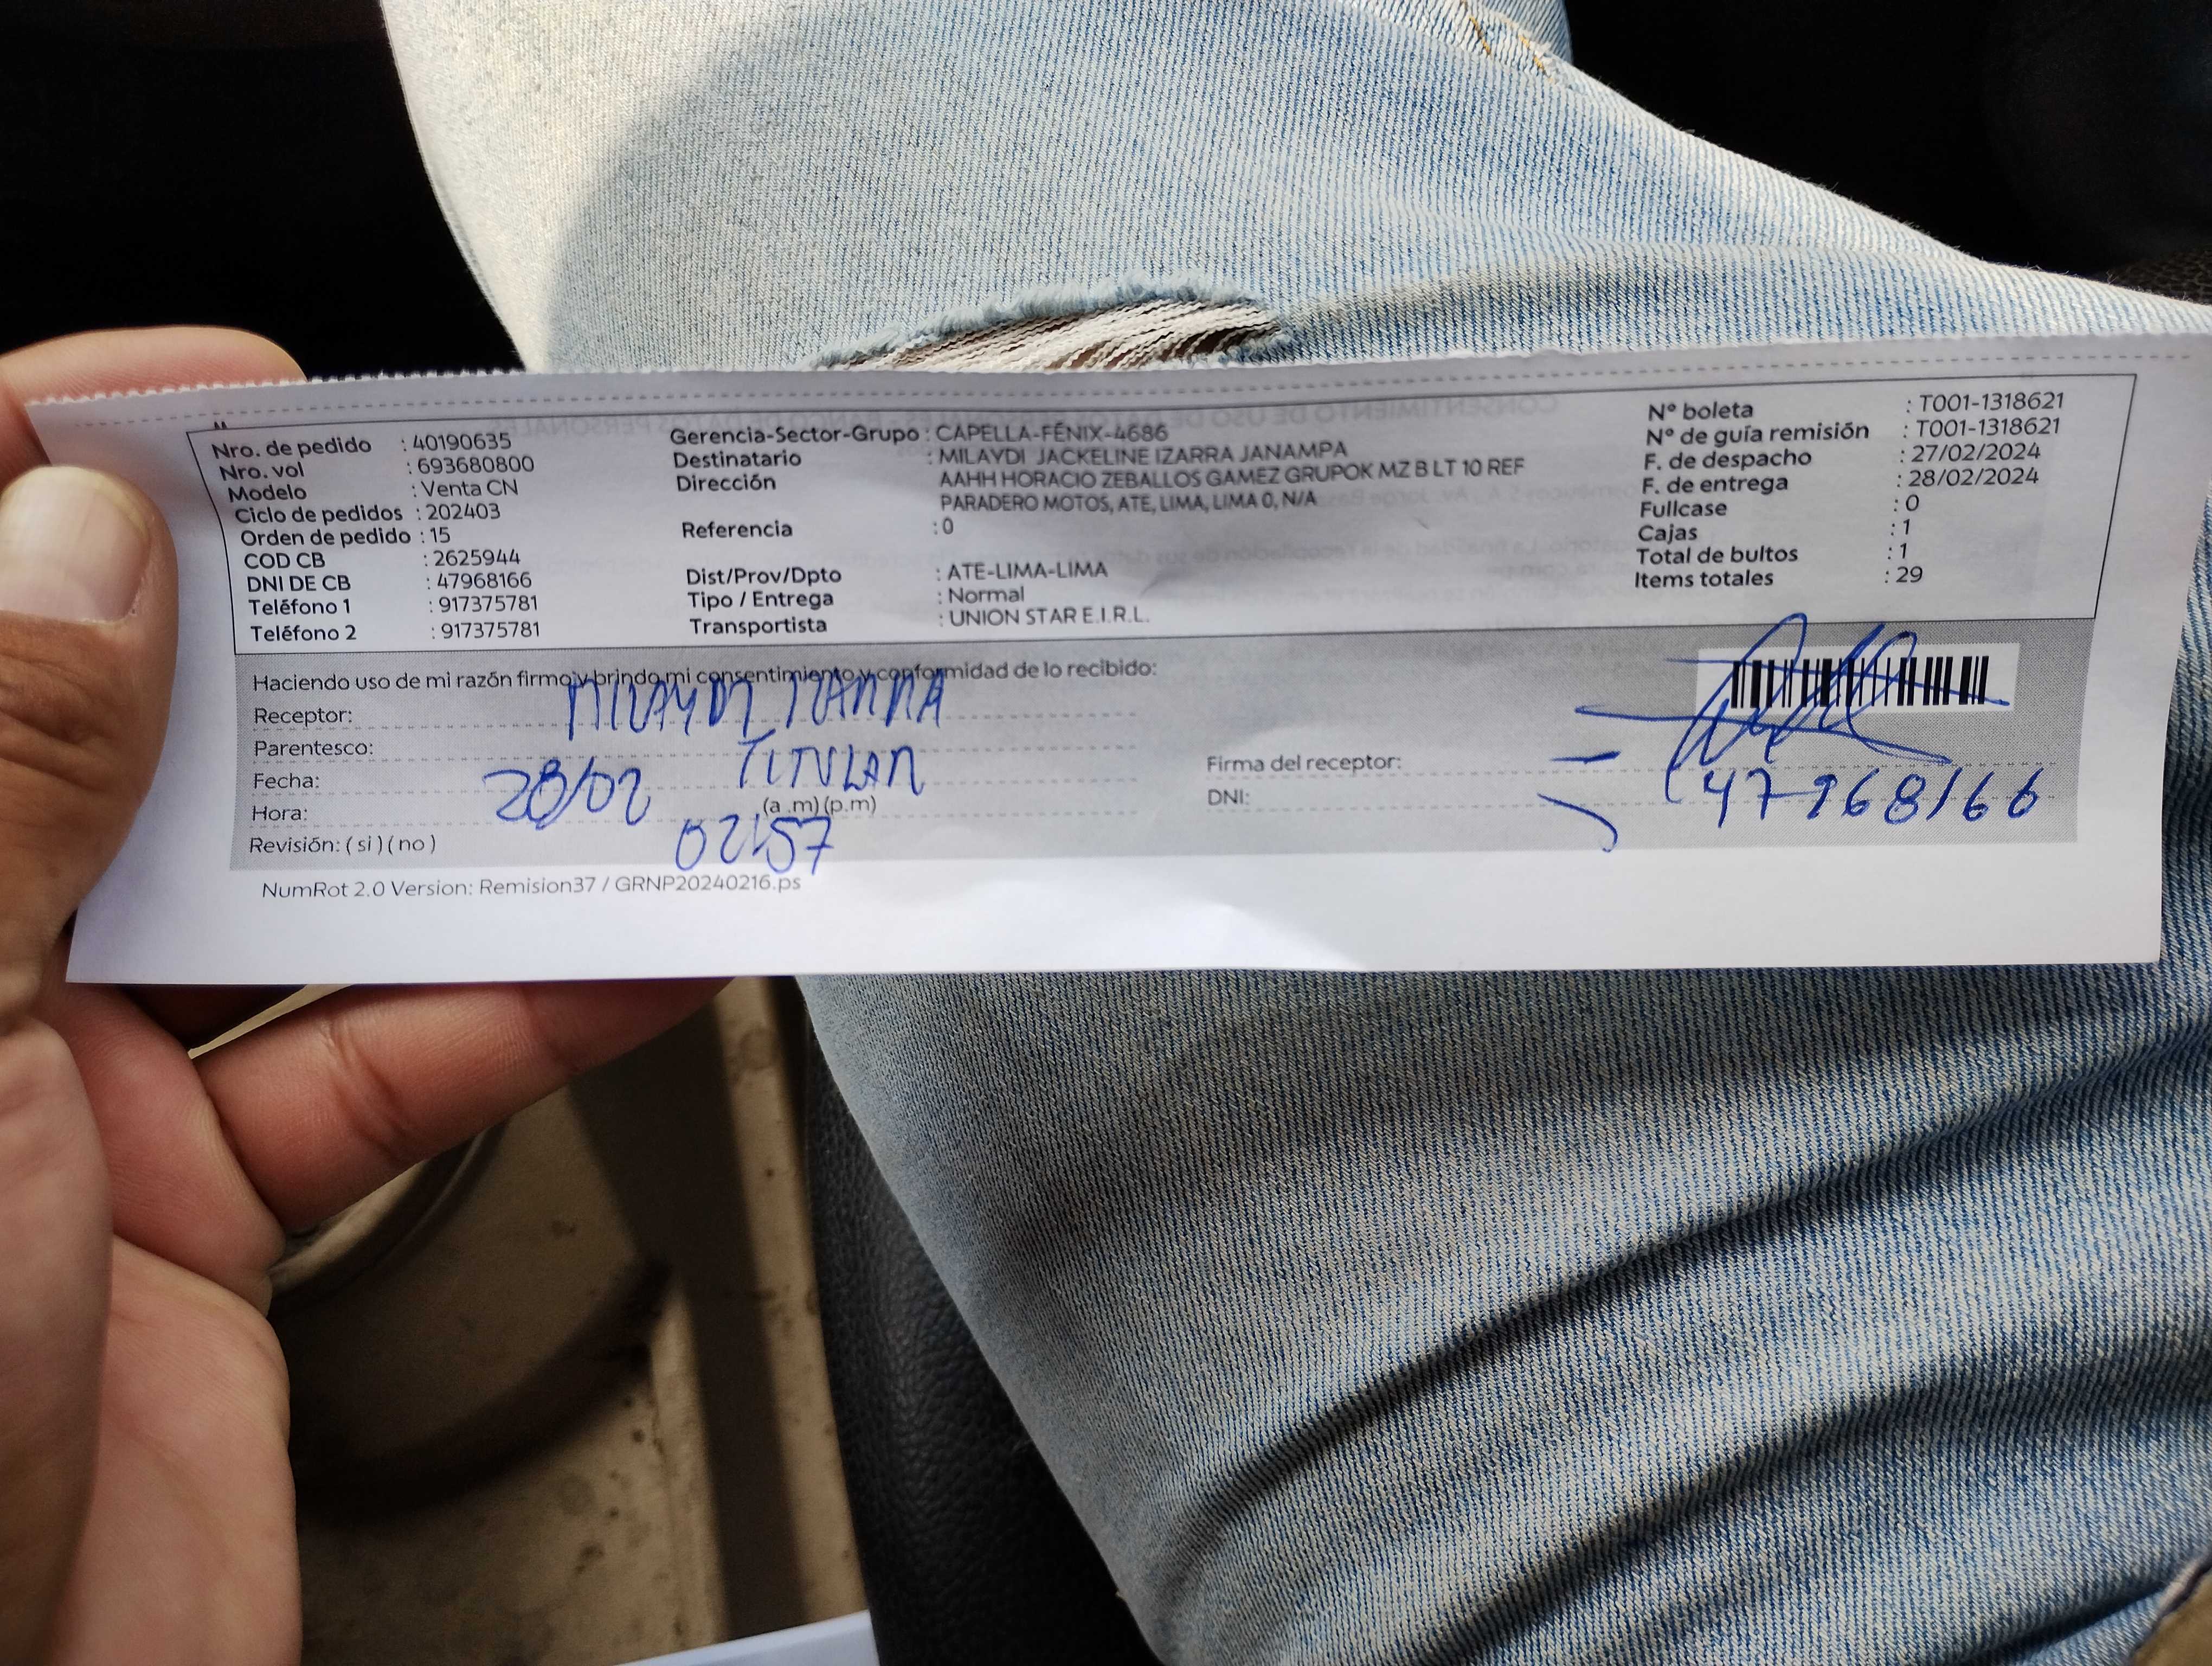 Nro. de pedido : 40190635
Nro. vol : 693680800
Modelo : Venta CN
Ciclo de pedidos : 202403
Orden de pedido : 15
COD CB : 2625944
DNI DE CB : 47968166
Teléfono 1 : 917375781
Teléfono 2 : 917375781
Gerencia-Sector-Grupo : CAPELLA-FÉNIX-4686
Destinatario : MILAYDI JACKELINE IZARRA JANAMPA
Dirección AAHH HORACIO ZEBALLOS GAMEZ GRUPOK MZ B LT 10 REF
PARADERO MOTOS, ATE, LIMA, LIMA 0, N/A
Referencia : 0
Dist/Prov/Dpto : ATE-LIMA-LIMA
Tipo / Entrega : Normal
Transportista : UNION STAR E.I.R.L.
N° boleta : T001-1318621
N° de guía remisión : T001-1318621
F. de despacho : 27/02/2024
F. de entrega : 28/02/2024
Fullcase : 0
Cajas : 1
Total de bultos : 1
Items totales : 29
Haciendo uso de mi razón firmo y brindo mi consentimiento y conformidad de lo recibido:
Receptor: MILAYDI IZARRA
Parentesco: TITULAR
Fecha: 28/02
Hora: (a .m) (p.m) 02:57
Revisión: ( si ) ( no )
Firma del receptor:
DNI: 47968166
NumRot 2.0 Version: Remision37 / GRNP20240216.ps